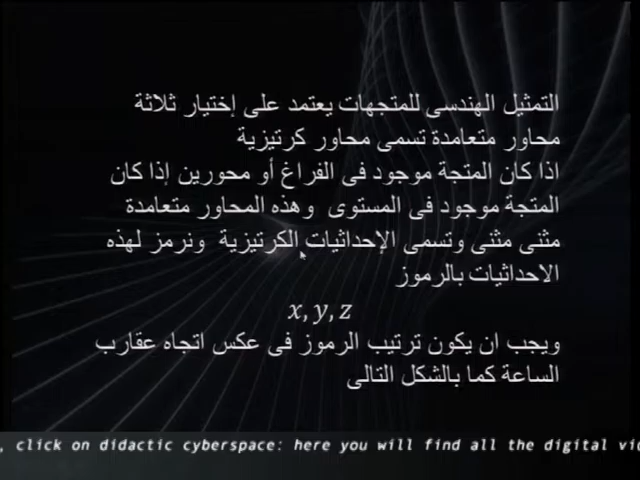 التمثيل الهندسى للمتجهات يعتمد على إختيار ثلاثة
محاور متعامدة تسمى محاور كرتيزية
اذا كان المتجة موجود فى الفراغ أو محورين إذا كان
المتجة موجود فى المستوى وهذه المحاور متعامدة
مثنى مثنى وتسمى الإحداثيات الكرتيزية ونرمز لهذه
الاحداثيات بالرموز
x, y, z
ويجب ان يكون ترتيب الرموز فى عكس اتجاه عقارب
الساعة كما بالشكل التالى
, click on didactic cyberspace: here you will find all the digital vi